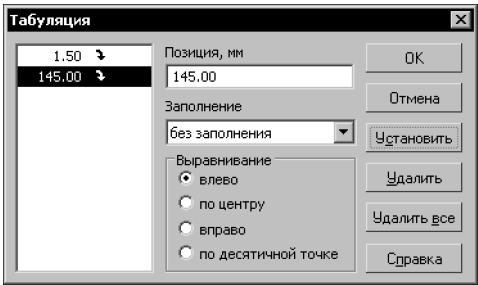 Табуляция
1.50
145.00
Позиция, мм
145.00
Заполнение
без заполнения
Выравнивание
влево
по центру
вправо
по десятичной точке
OK
Отмена
Установить
Удалить
Удалить все
Справка